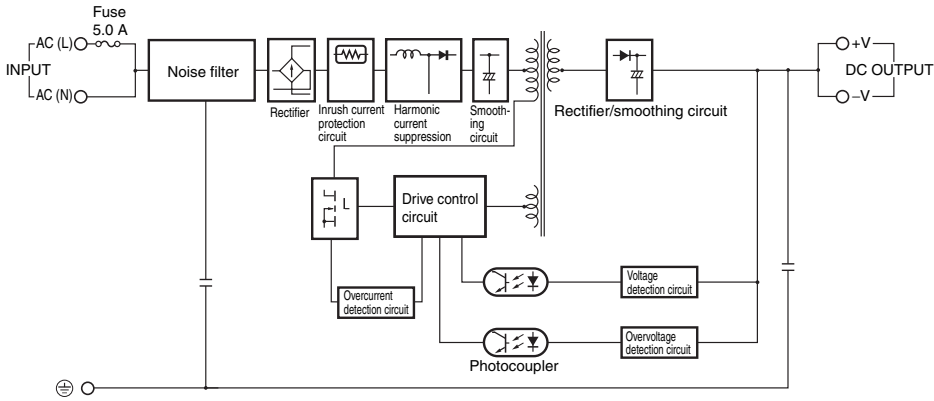 Fuse
5.0 A
AC (L)
INPUT
AC (N)
Noise filter
Rectifier
Inrush current
protection
circuit
Harmonic
current
suppression
Smooth-
ing
circuit
Rectifier/smoothing circuit
+V
DC OUTPUT
−V
L
Drive control
circuit
Overcurrent
detection circuit
Voltage
detection circuit
Overvoltage
detection circuit
Photocoupler